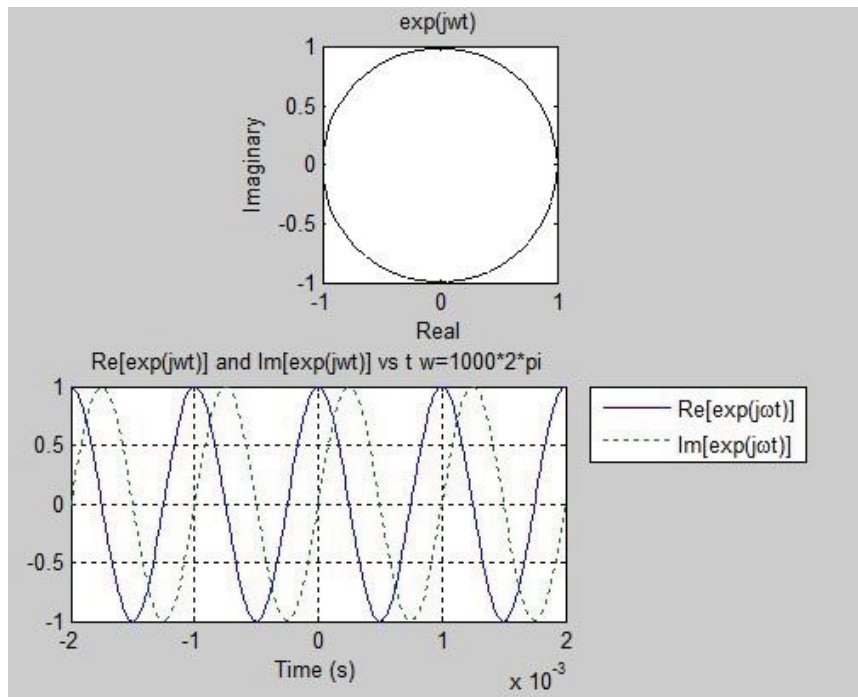 exp(jwt)
1
0.5
0
-0.5
-1
Imaginary
-1
0
1
Real
Re[exp(jwt)] and Im[exp(jwt)] vs t w=1000*2*pi
1
0.5
0
-0.5
-1
-2
-1
0
1
2
Time (s)
x 10⁻³
Re[exp(jωt)]
Im[exp(jωt)]